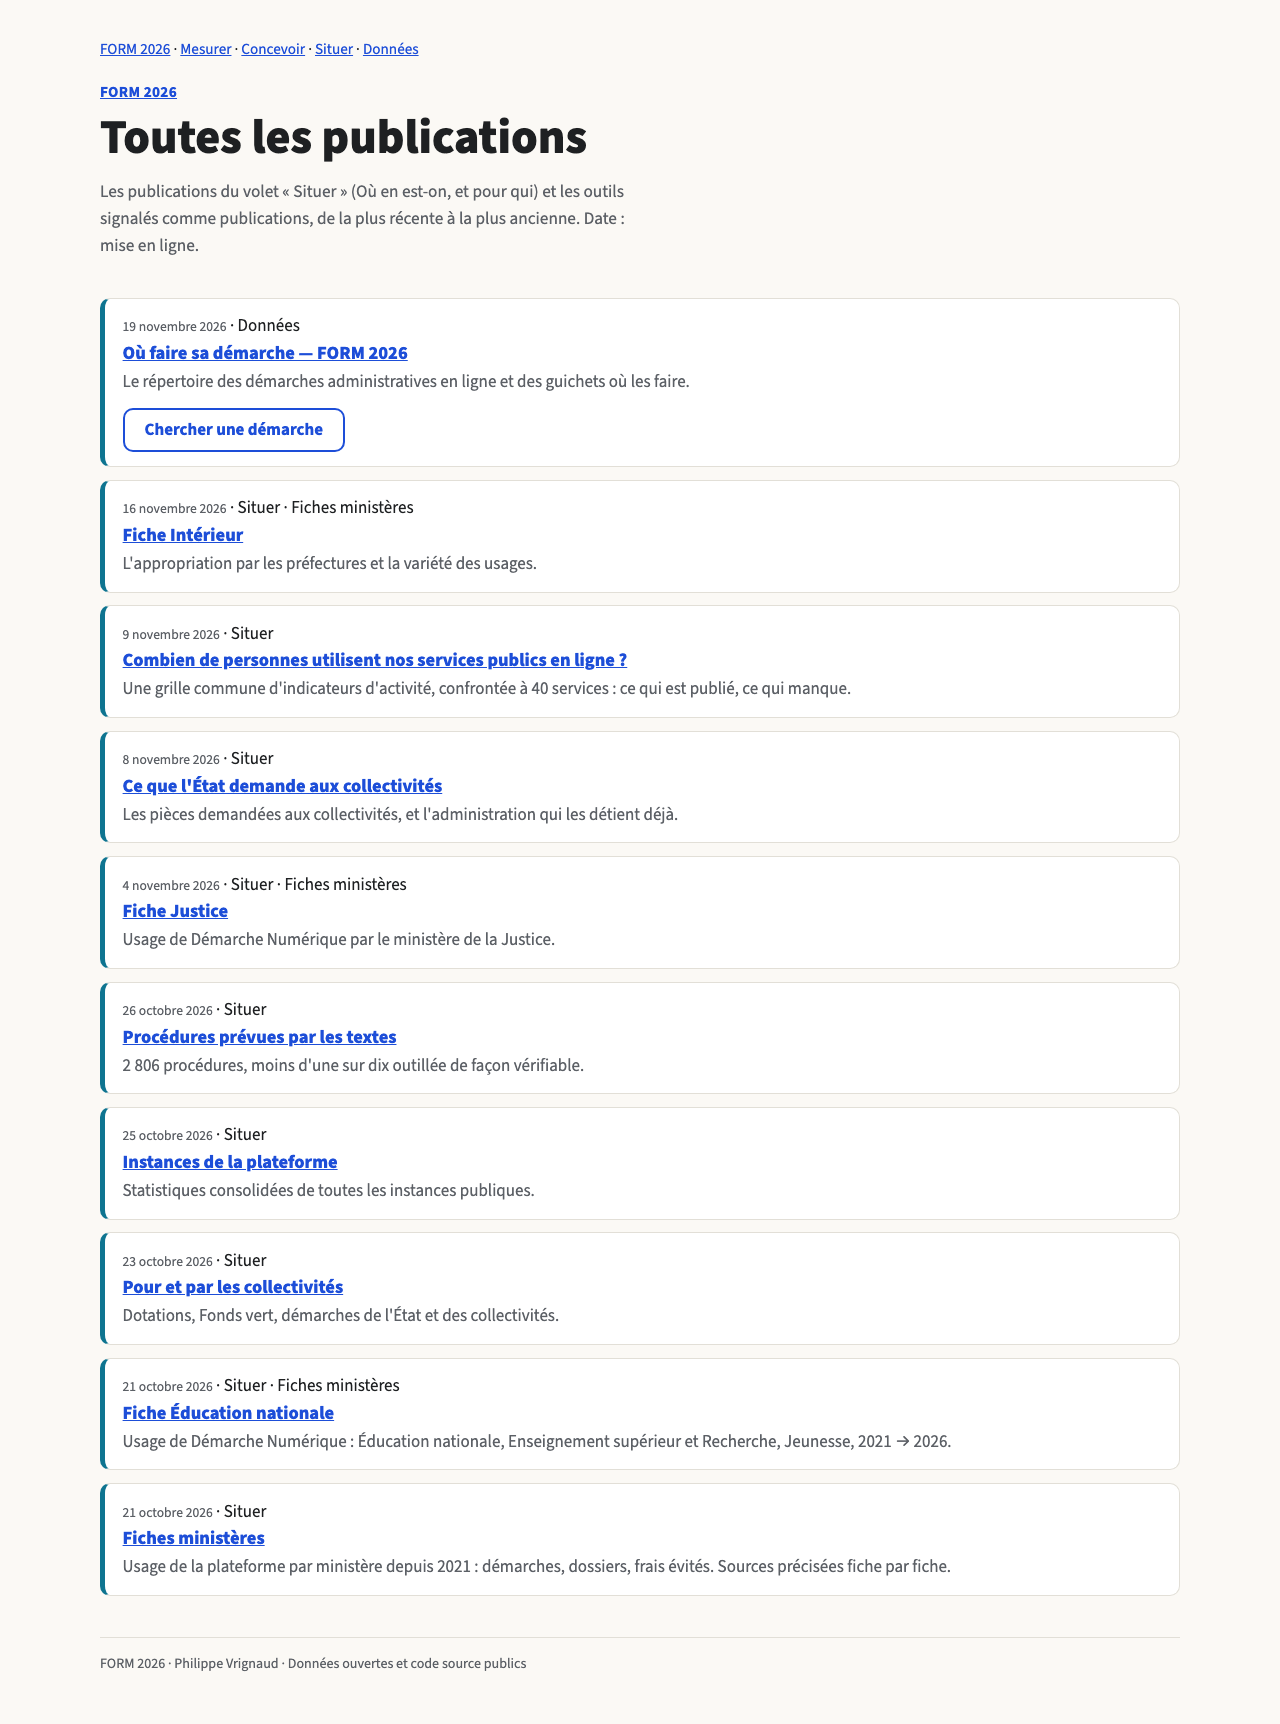 FORM 2026 · Mesurer · Concevoir · Situer · Données
FORM 2026
Toutes les publications
Les publications du volet « Situer » (Où en est-on, et pour qui) et les outils
signalés comme publications, de la plus récente à la plus ancienne. Date :
mise en ligne.
19 novembre 2026 · Données
Où faire sa démarche — FORM 2026
Le répertoire des démarches administratives en ligne et des guichets où les faire.
Chercher une démarche
16 novembre 2026 · Situer · Fiches ministères
Fiche Intérieur
L'appropriation par les préfectures et la variété des usages.
9 novembre 2026 · Situer
Combien de personnes utilisent nos services publics en ligne ?
Une grille commune d'indicateurs d'activité, confrontée à 40 services : ce qui est publié, ce qui manque.
8 novembre 2026 · Situer
Ce que l'État demande aux collectivités
Les pièces demandées aux collectivités, et l'administration qui les détient déjà.
4 novembre 2026 · Situer · Fiches ministères
Fiche Justice
Usage de Démarche Numérique par le ministère de la Justice.
26 octobre 2026 · Situer
Procédures prévues par les textes
2 806 procédures, moins d'une sur dix outillée de façon vérifiable.
25 octobre 2026 · Situer
Instances de la plateforme
Statistiques consolidées de toutes les instances publiques.
23 octobre 2026 · Situer
Pour et par les collectivités
Dotations, Fonds vert, démarches de l'État et des collectivités.
21 octobre 2026 · Situer · Fiches ministères
Fiche Éducation nationale
Usage de Démarche Numérique : Éducation nationale, Enseignement supérieur et Recherche, Jeunesse, 2021 → 2026.
21 octobre 2026 · Situer
Fiches ministères
Usage de la plateforme par ministère depuis 2021 : démarches, dossiers, frais évités. Sources précisées fiche par fiche.
FORM 2026 · Philippe Vrignaud · Données ouvertes et code source publics